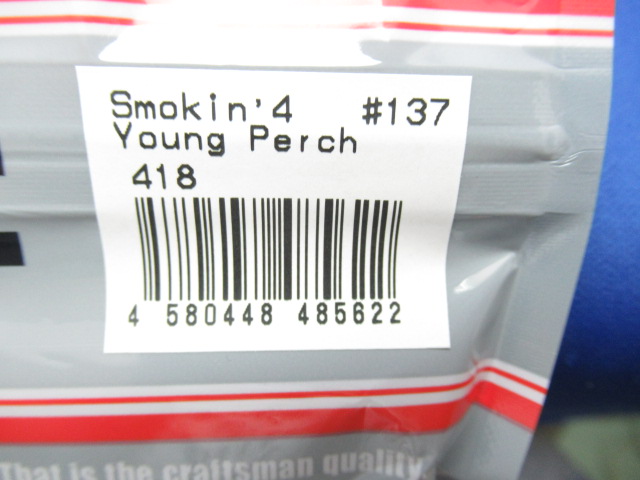 Smokin'4 #137
Young Perch
418
4 580448 485622
That is the craftsman quality.